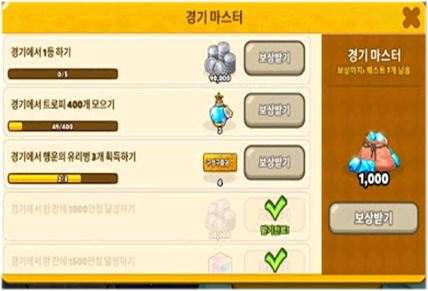 경기 마스터
경기에서 1등 하기
0/5
90,000
보상받기
경기에서 트로피 400개 모으기
49/400
3
보상받기
경기에서 행운의 유리병 3개 획득하기
2/3
4
보상받기
경기에서 한 판에 1000만점 달성하기
받기완료!
경기에서 한 판에 1500만점 달성하기
경기 마스터
보상까지: 퀘스트 7개 남음
1,000
보상받기